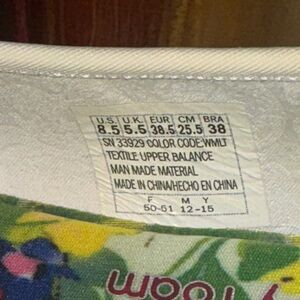 U.S. U.K. EUR CM BRA
8.5 5.5 38.5 25.5 38
SN 33929 COLOR CODE:WMLT
TEXTILE UPPER BALANCE
MAN MADE MATERIAL
MADE IN CHINA/HECHO EN CHINA
F M Y
50-51 12-15